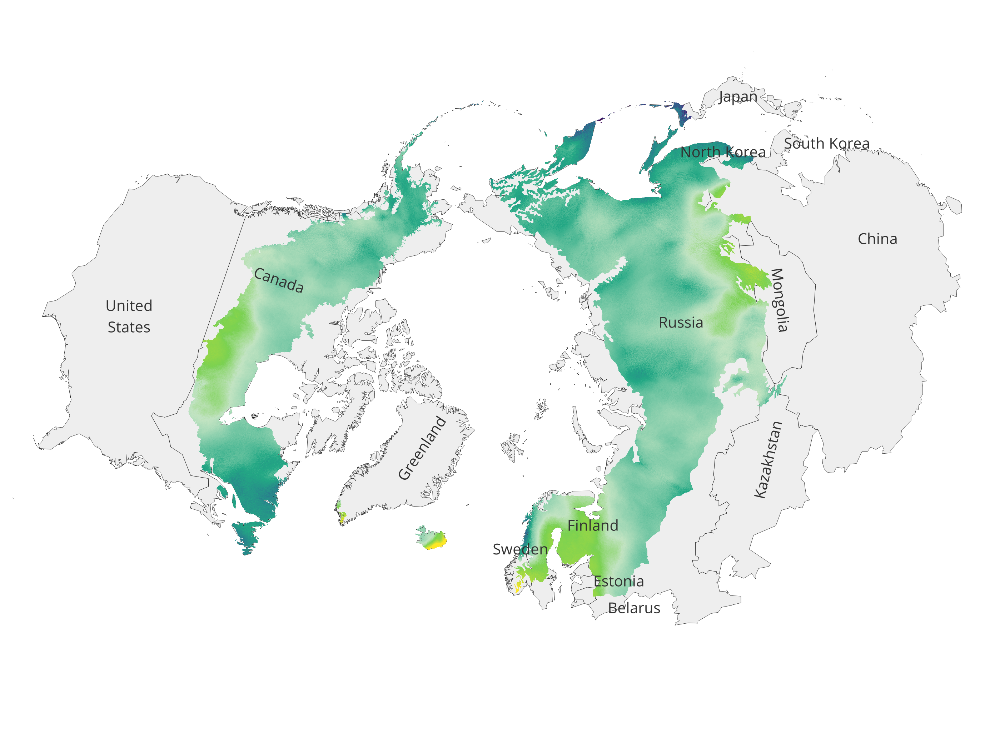 Japan
South Korea
North Korea
China
Canada
United
States
Mongolia
Russia
Greenland
Kazakhstan
Finland
Sweden
Estonia
Belarus